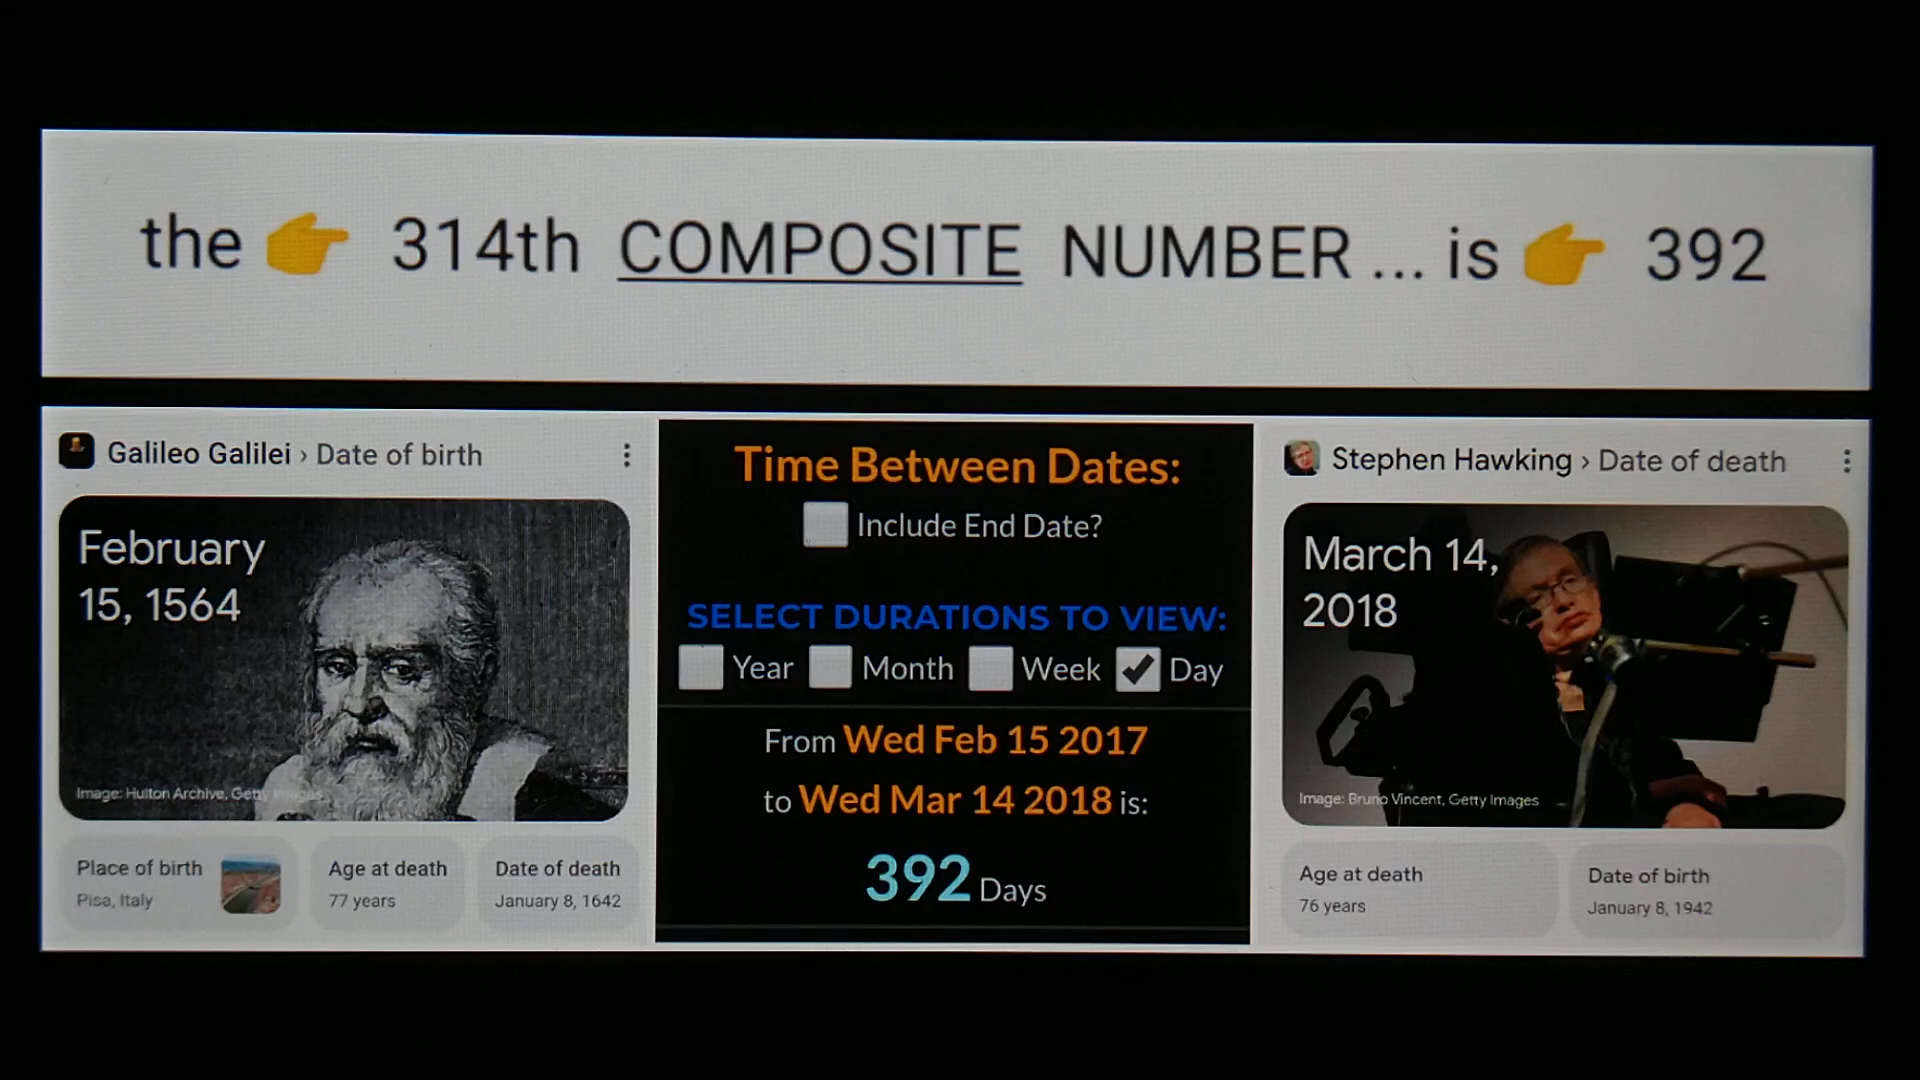 the 👉 314th COMPOSITE NUMBER ... is 👉 392
Galileo Galilei › Date of birth
February
15, 1564
Image: Hulton Archive, Getty Images
Place of birth
Pisa, Italy
Age at death
77 years
Date of death
January 8, 1642
Time Between Dates:
Include End Date?
SELECT DURATIONS TO VIEW:
Year Month Week Day
From Wed Feb 15 2017
to Wed Mar 14 2018 is:
392 Days
Stephen Hawking › Date of death
March 14,
2018
Image: Bruno Vincent, Getty Images
Age at death
76 years
Date of birth
January 8, 1942